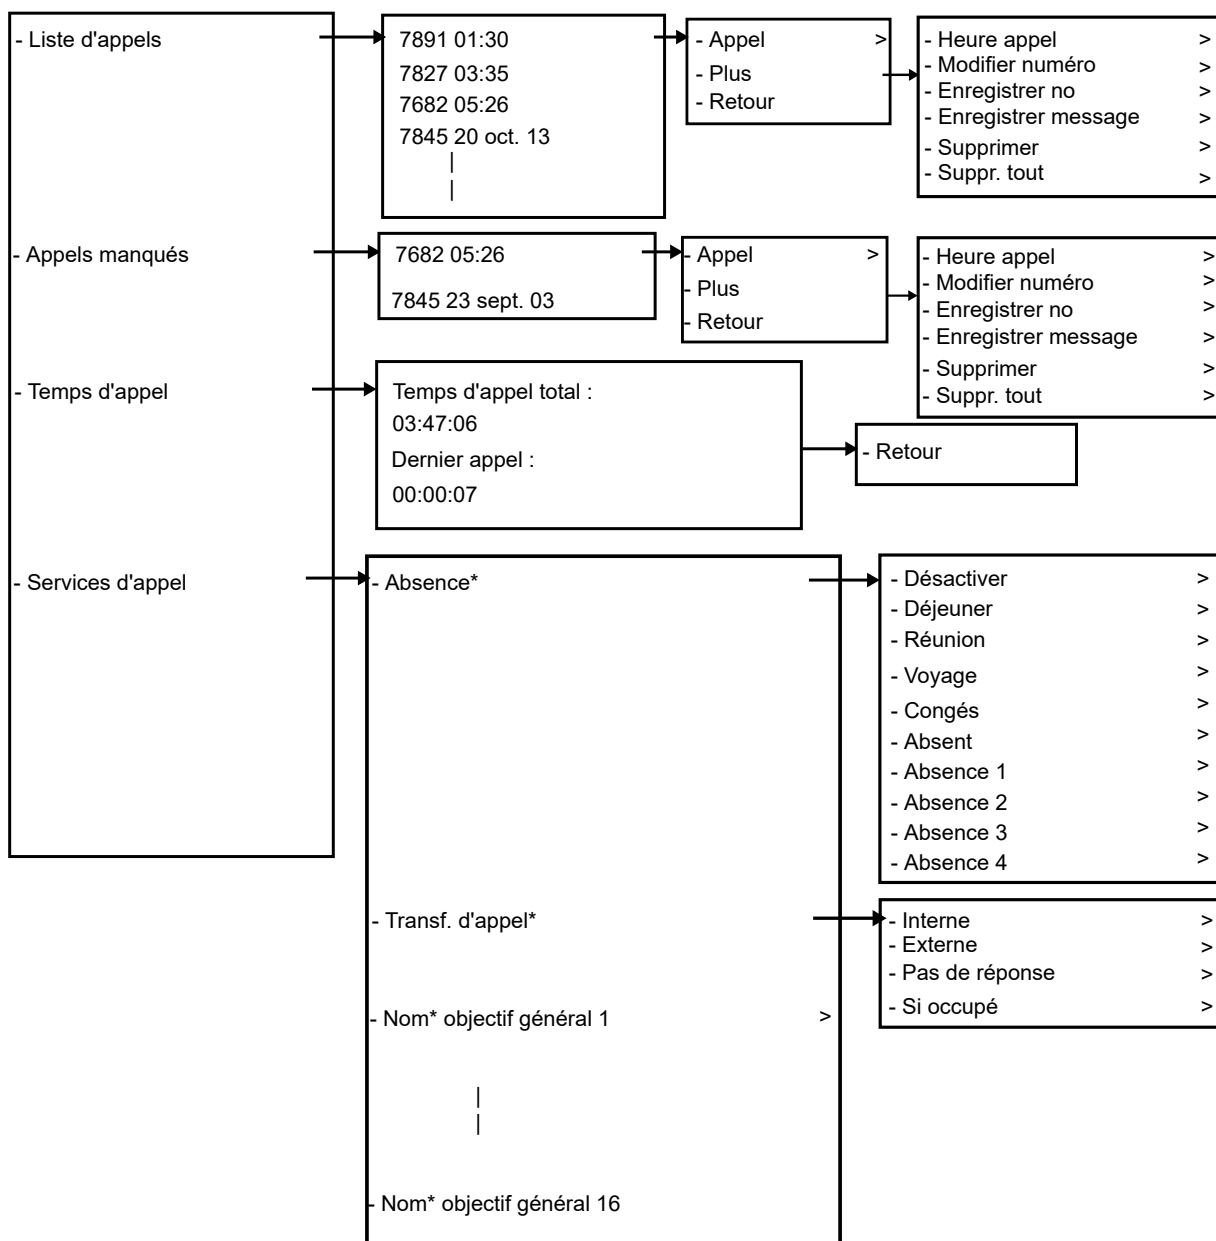 - Liste d'appels
7891 01:30
7827 03:35
7682 05:26
7845 20 oct. 13
|
|
- Appel >
- Plus
- Retour
- Heure appel >
- Modifier numéro >
- Enregistrer no >
- Enregistrer message >
- Supprimer >
- Suppr. tout >
- Appels manqués
7682 05:26
7845 23 sept. 03
- Appel >
- Plus
- Retour
- Heure appel >
- Modifier numéro >
- Enregistrer no >
- Enregistrer message >
- Supprimer >
- Suppr. tout >
- Temps d'appel
Temps d'appel total :
03:47:06
Dernier appel :
00:00:07
- Retour
- Services d'appel
- Absence*
- Désactiver >
- Déjeuner >
- Réunion >
- Voyage >
- Congés >
- Absent >
- Absence 1 >
- Absence 2 >
- Absence 3 >
- Absence 4 >
- Transf. d'appel*
- Interne >
- Externe >
- Pas de réponse >
- Si occupé >
- Nom* objectif général 1 >
|
|
- Nom* objectif général 16